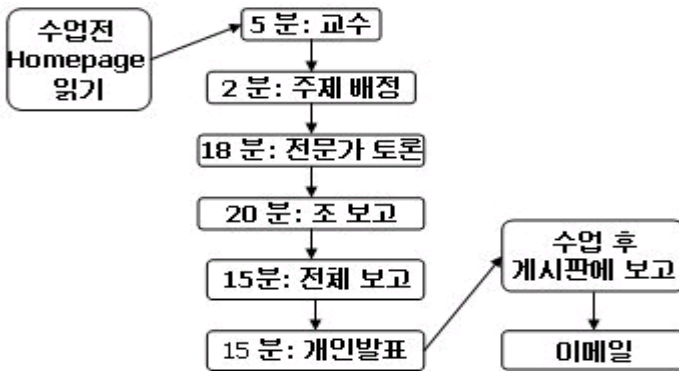 수업전
Homepage
읽기
5 분: 교수
2 분: 주제 배정
18 분: 전문가 토론
20 분: 조 보고
15분: 전체 보고
15 분: 개인발표
수업 후
게시판에 보고
이메일